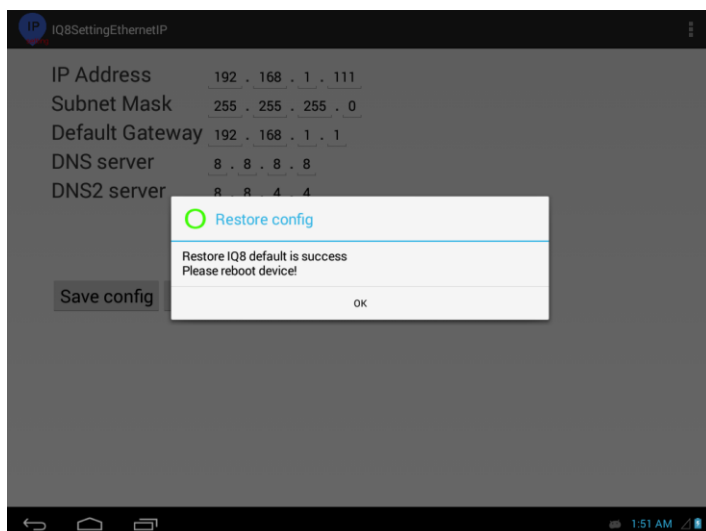 IP IQ8SettingEthernetIP
IP Address 192 . 168 . 1 . 111
Subnet Mask 255 . 255 . 255 . 0
Default Gateway 192 . 168 . 1 . 1
DNS server 8 . 8 . 8 . 8
DNS2 server 8 . 8 . 4 . 4
Restore config
Restore IQ8 default is success
Please reboot device!
OK
Save config
1:51 AM